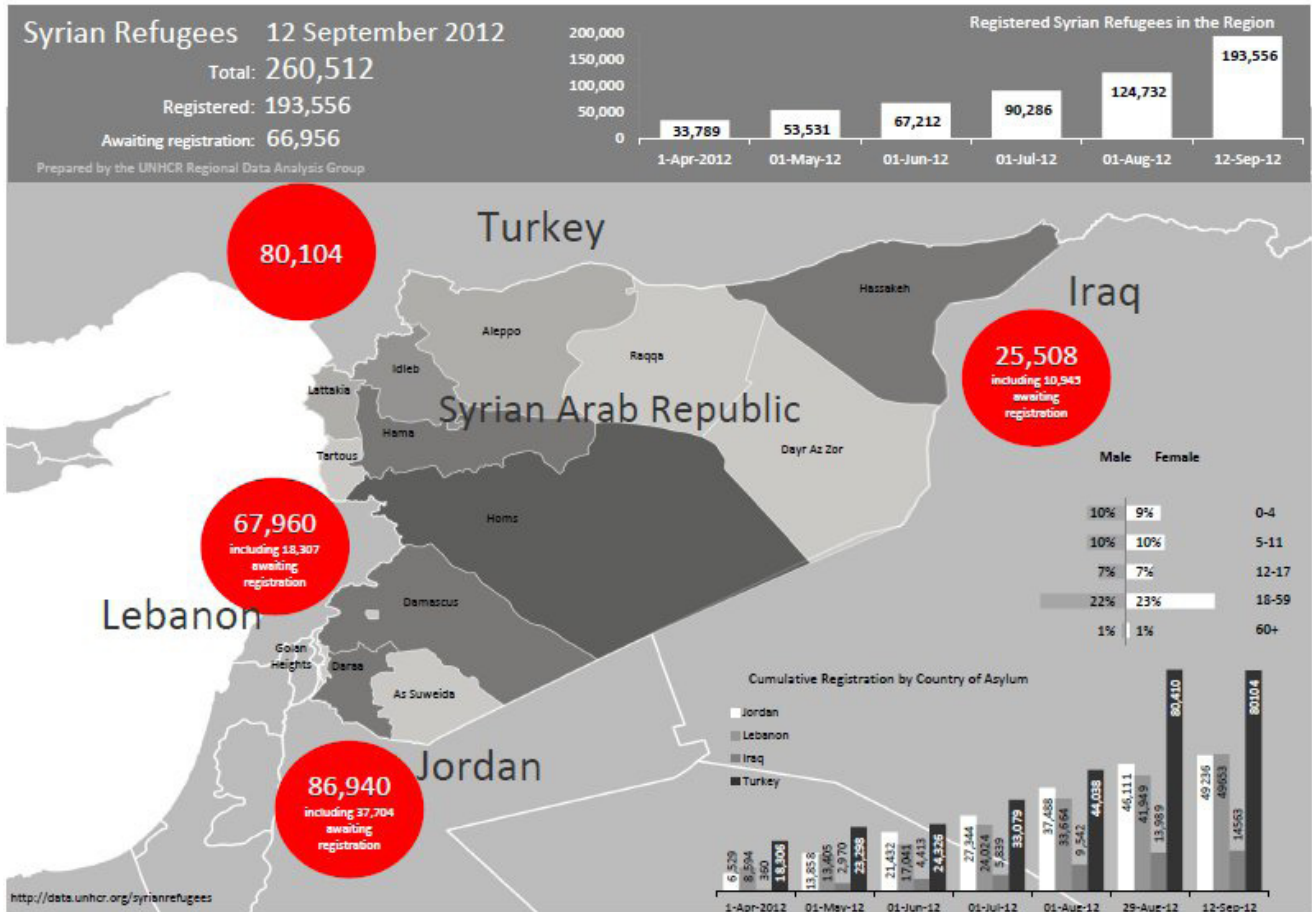 Syrian Refugees 12 September 2012
Total: 260,512
Registered: 193,556
Awaiting registration: 66,956
Prepared by the UNHCR Regional Data Analysis Group
Registered Syrian Refugees in the Region
200,000
150,000
100,000
50,000
0
33,789 53,531 67,212 90,286 124,732 193,556
1-Apr-2012 01-May-12 01-Jun-12 01-Jul-12 01-Aug-12 12-Sep-12
80,104
Turkey
Iraq
25,508
including 10,943
awaiting
registration
Hassakeh
Aleppo
Raqqa
Idleb
Lattakia
Syrian Arab Republic
Hama
Tartous
Dayr Az Zor
Homs
67,960
including 18,307
awaiting
registration
Lebanon
Damascus
Golan
Heights
Daraa
As Suweida
Jordan
86,940
including 37,704
awaiting
registration
Male Female
10% 9% 0-4
10% 10% 5-11
7% 7% 12-17
22% 23% 18-59
1% 1% 60+
Cumulative Registration by Country of Asylum
Jordan
Lebanon
Iraq
Turkey
6,529 8,594 360 18,306
13,858 13,405 2,970 23,298
21,432 17,041 4,413 24,326
27,344 24,024 5,839 33,079
37,488 33,664 9,542 44,038
46,111 41,949 13,989 80,410
49236 49653 14563 80104
1-Apr-2012 01-May-12 01-Jun-12 01-Jul-12 01-Aug-12 29-Aug-12 12-Sep-12
http://data.unhcr.org/syrianrefugees